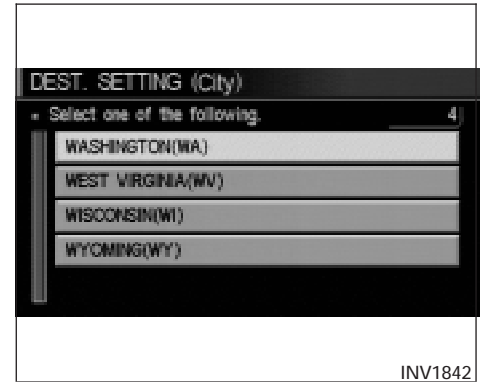 DEST. SETTING (City)
Select one of the following. 4
WASHINGTON(WA)
WEST VIRGINIA(WV)
WISCONSIN(WI)
WYOMING(WY)
INV1842